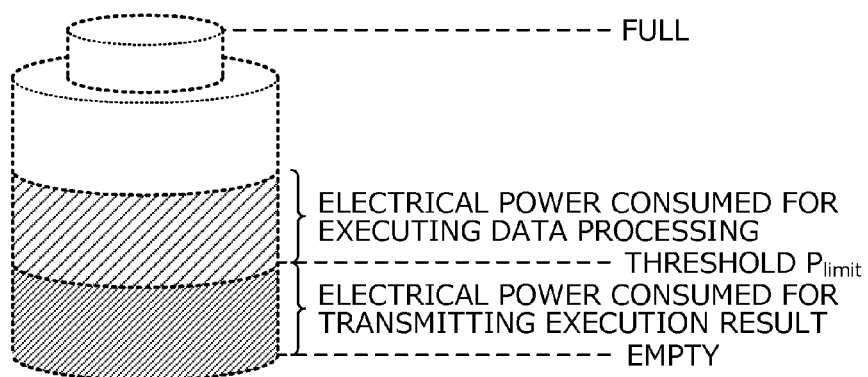 FULL
ELECTRICAL POWER CONSUMED FOR
EXECUTING DATA PROCESSING
THRESHOLD Plimit
ELECTRICAL POWER CONSUMED FOR
TRANSMITTING EXECUTION RESULT
EMPTY